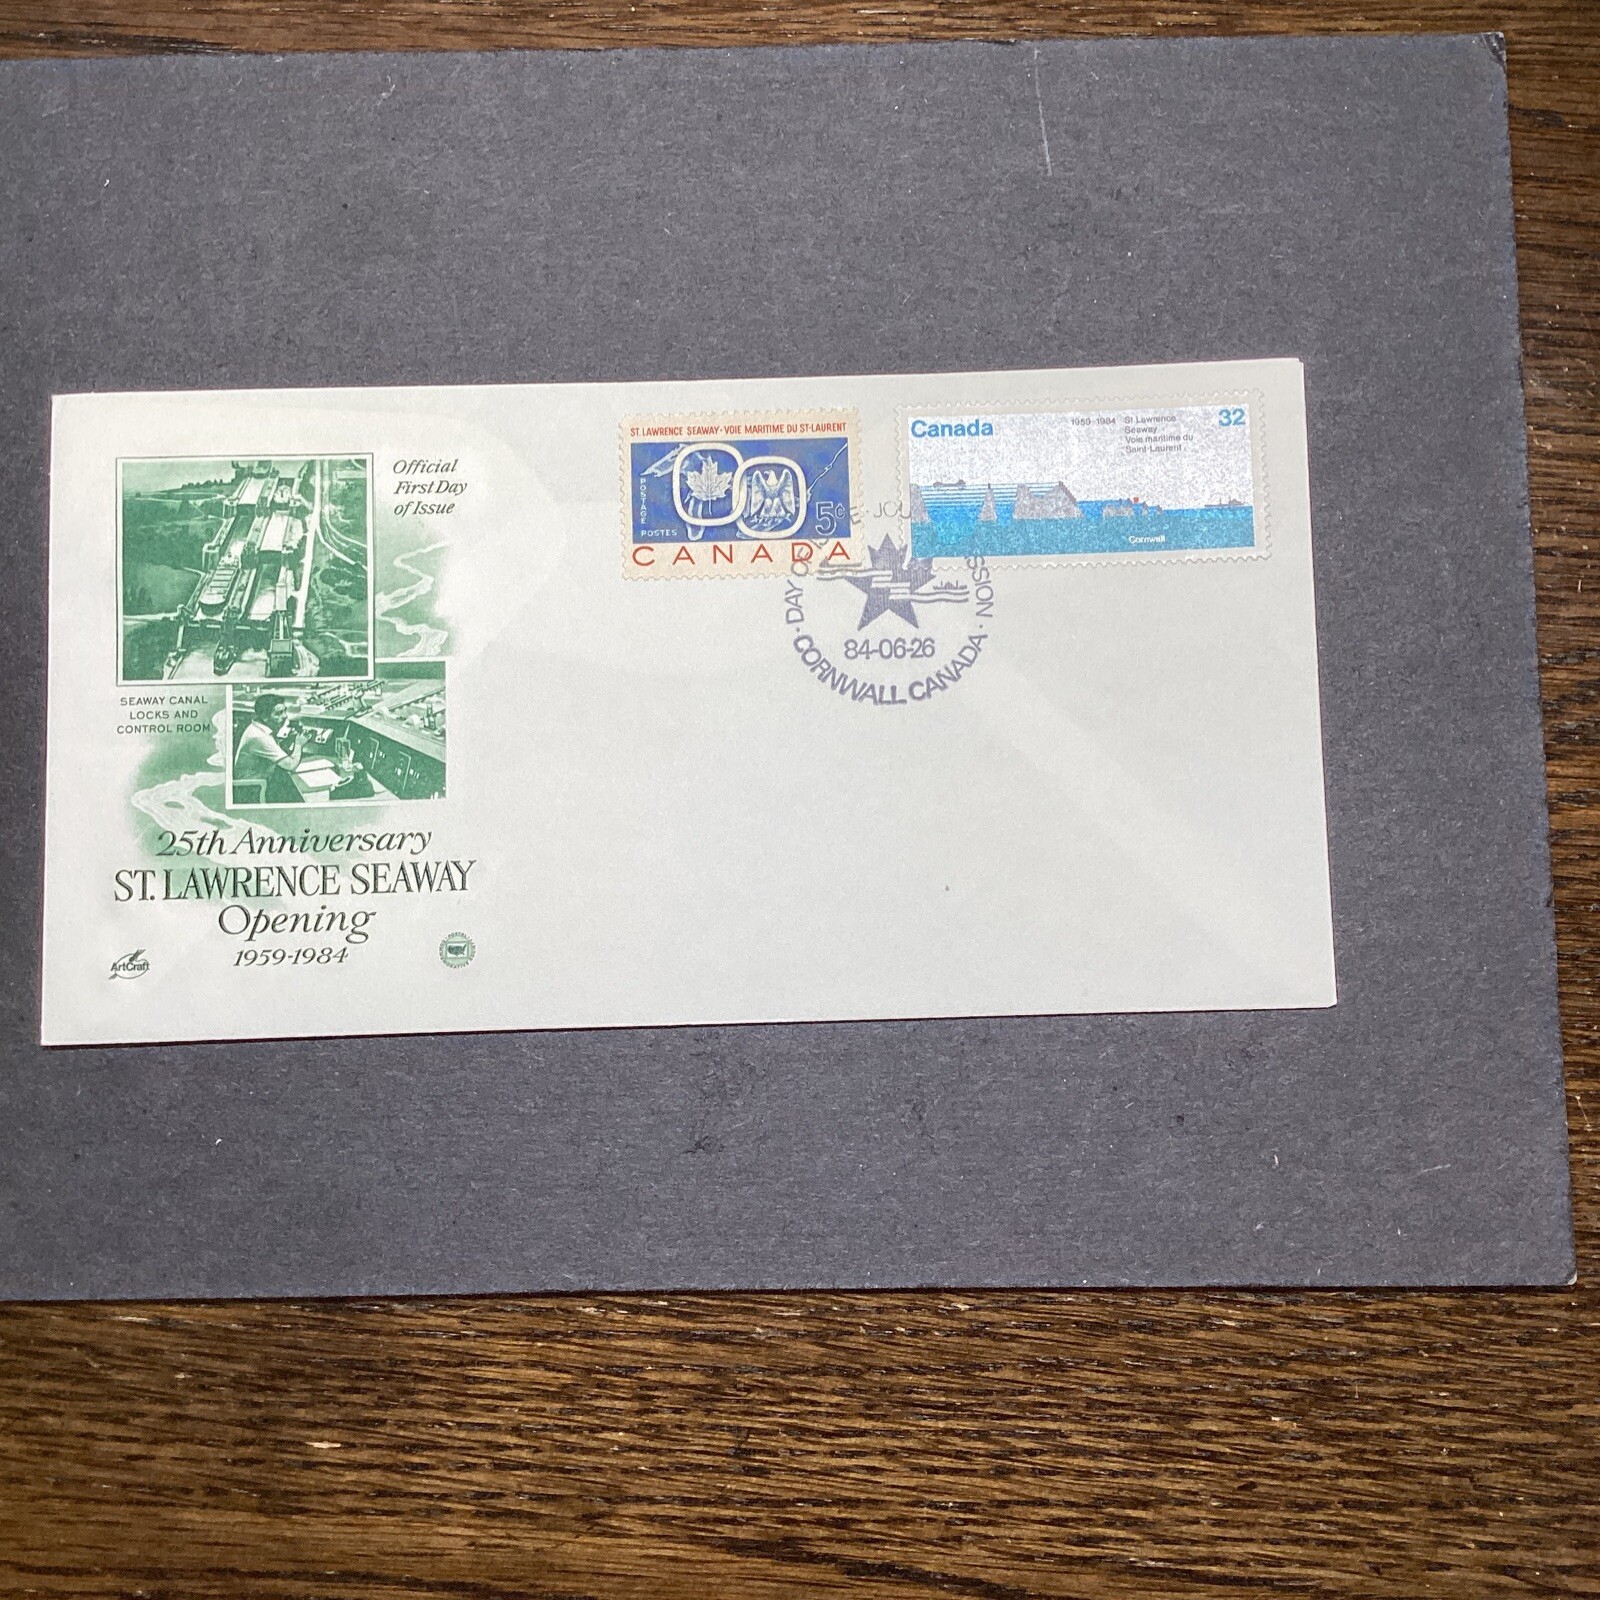 Official
First Day
of Issue
SEAWAY CANAL
LOCKS AND
CONTROL ROOM
25th Anniversary
ST. LAWRENCE SEAWAY
Opening
1959-1984
ArtCraft
ST. LAWRENCE SEAWAY · VOIE MARITIME DU ST-LAURENT
POSTAGE
POSTES
5¢
CANADA
Canada
1959-1984 St Lawrence
Seaway
Voie maritime du
Saint-Laurent
32
Cornwall
DAY O
E · JOU
SSION
84-06-26
CORNWALL CANADA